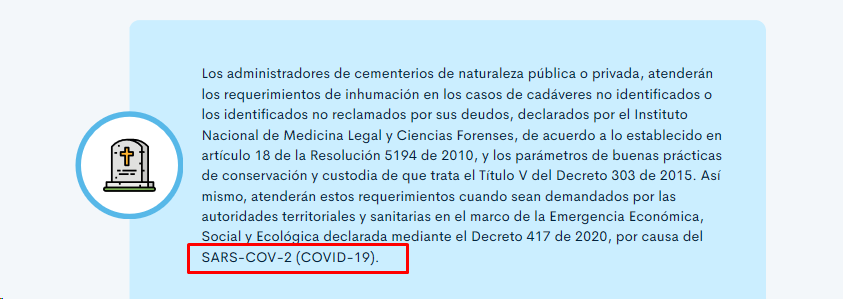 Los administradores de cementerios de naturaleza pública o privada, atenderán
los requerimientos de inhumación en los casos de cadáveres no identificados o
los identificados no reclamados por sus deudos, declarados por el Instituto
Nacional de Medicina Legal y Ciencias Forenses, de acuerdo a lo establecido en
artículo 18 de la Resolución 5194 de 2010, y los parámetros de buenas prácticas
de conservación y custodia de que trata el Título V del Decreto 303 de 2015. Así
mismo, atenderán estos requerimientos cuando sean demandados por las
autoridades territoriales y sanitarias en el marco de la Emergencia Económica,
Social y Ecológica declarada mediante el Decreto 417 de 2020, por causa del
SARS-COV-2 (COVID-19).